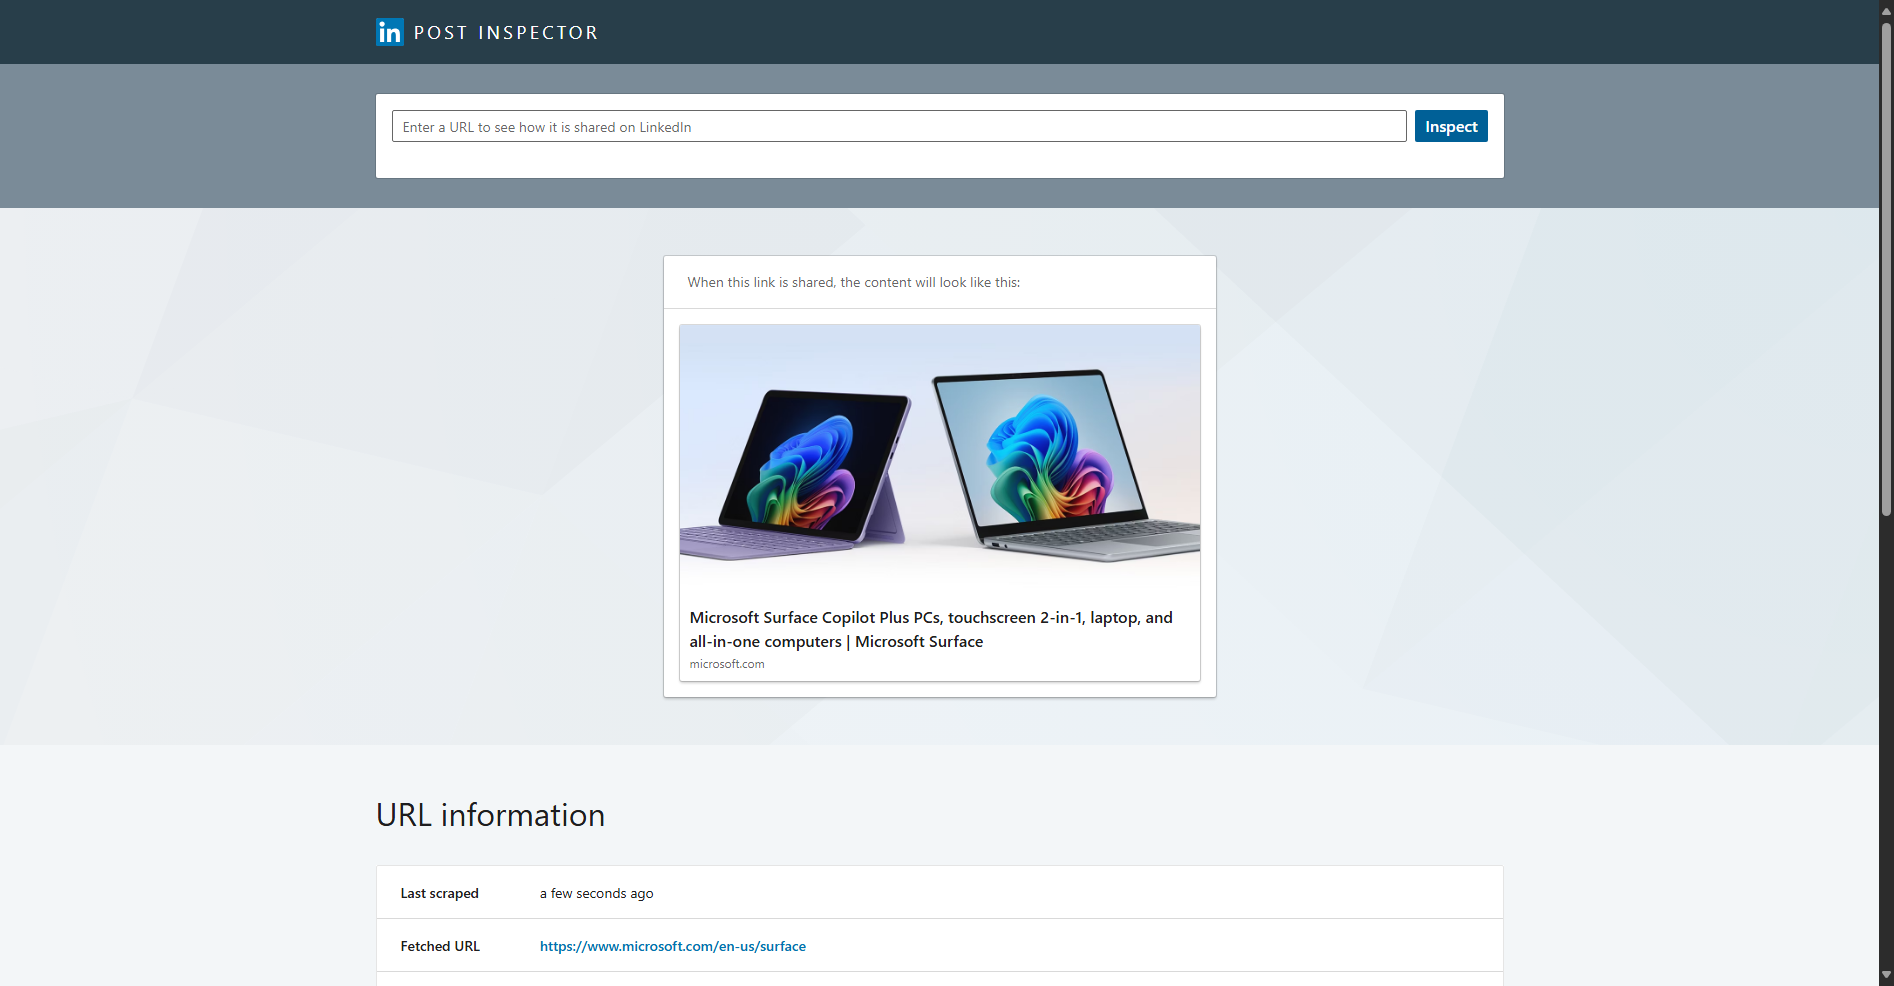 in POST INSPECTOR
Enter a URL to see how it is shared on LinkedIn
Inspect
When this link is shared, the content will look like this:
Microsoft Surface Copilot Plus PCs, touchscreen 2-in-1, laptop, and
all-in-one computers | Microsoft Surface
microsoft.com
URL information
Last scraped a few seconds ago
Fetched URL https://www.microsoft.com/en-us/surface